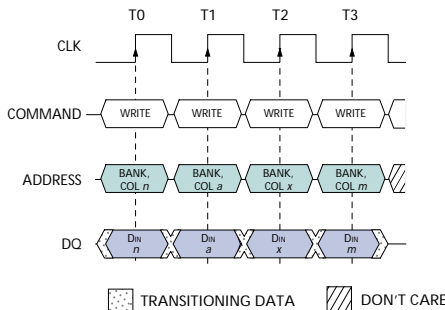 T0 T1 T2 T3
CLK
COMMAND WRITE WRITE WRITE WRITE
ADDRESS BANK, COL n BANK, COL a BANK, COL x BANK, COL m
DQ DIN n DIN a DIN x DIN m
TRANSITIONING DATA DON'T CARE